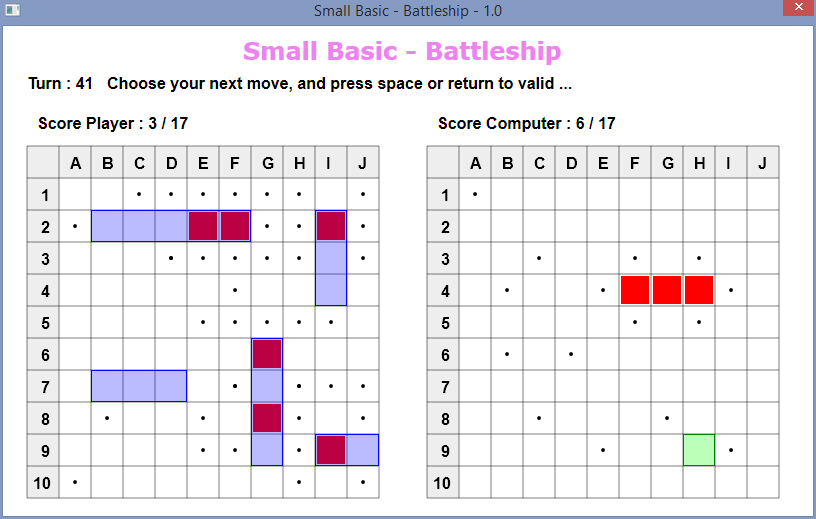 Small Basic - Battleship - 1.0
Small Basic - Battleship
Turn : 41 Choose your next move, and press space or return to valid ...
Score Player : 3 / 17
Score Computer : 6 / 17
A B C D E F G H I J
1
2
3
4
5
6
7
8
9
10
A B C D E F G H I J
1
2
3
4
5
6
7
8
9
10